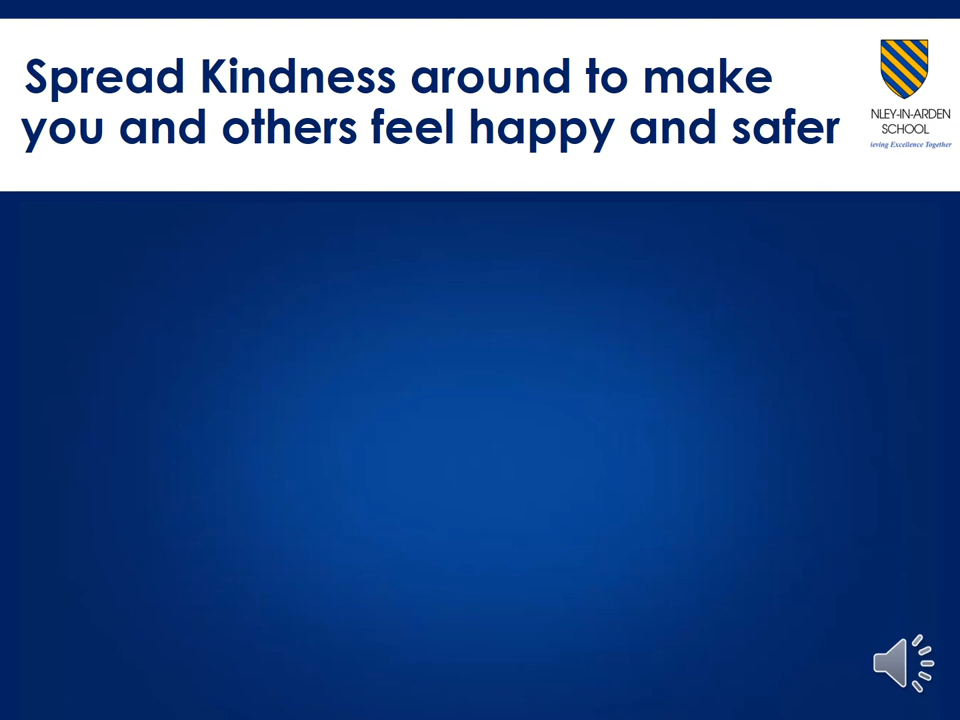 Spread Kindness around to make
you and others feel happy and safer
NLEY-IN-ARDEN
SCHOOL
ieving Excellence Together